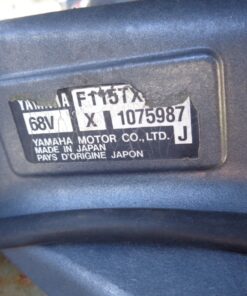 YAMAHA F115TX
68V X 1075987
YAMAHA MOTOR CO.,LTD. J
MADE IN JAPAN
PAYS D'ORIGINE JAPON